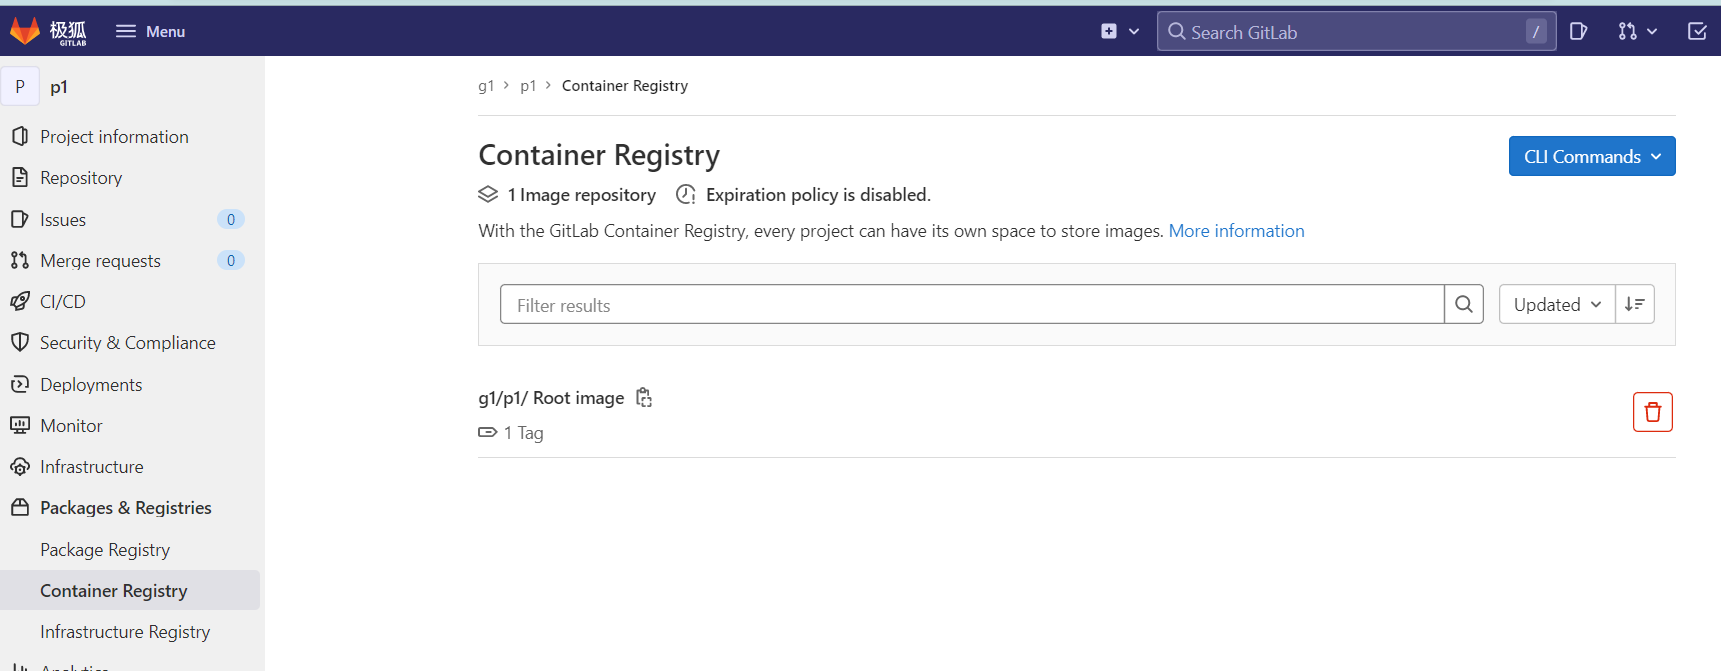 极狐
GITLAB
Menu
Search GitLab
/
P
p1
Project information
Repository
Issues
0
Merge requests
0
CI/CD
Security & Compliance
Deployments
Monitor
Infrastructure
Packages & Registries
Package Registry
Container Registry
Infrastructure Registry
Analytics
g1 > p1 > Container Registry
Container Registry
CLI Commands
1 Image repository
Expiration policy is disabled.
With the GitLab Container Registry, every project can have its own space to store images. More information
Filter results
Updated
g1/p1/ Root image
1 Tag